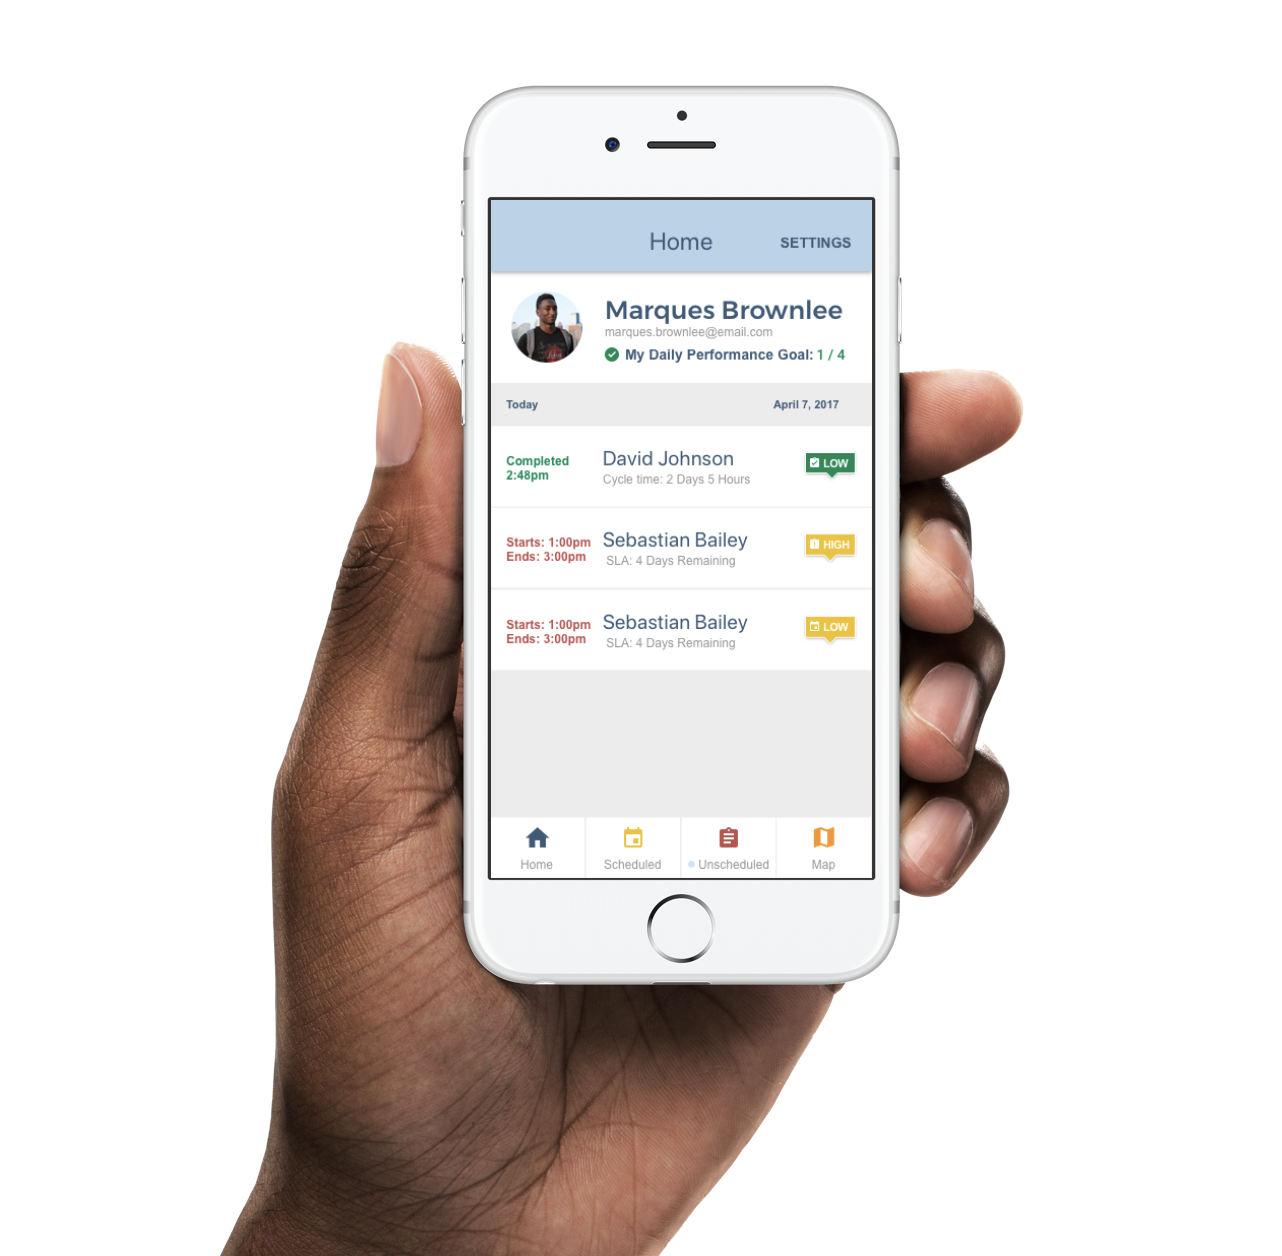 Home
SETTINGS
Marques Brownlee
marques.brownlee@email.com
My Daily Performance Goal: 1 / 4
Today
April 7, 2017
Completed
2:48pm
David Johnson
Cycle time: 2 Days 5 Hours
LOW
Starts: 1:00pm
Ends: 3:00pm
Sebastian Bailey
SLA: 4 Days Remaining
HIGH
Starts: 1:00pm
Ends: 3:00pm
Sebastian Bailey
SLA: 4 Days Remaining
LOW
Home
Scheduled
Unscheduled
Map